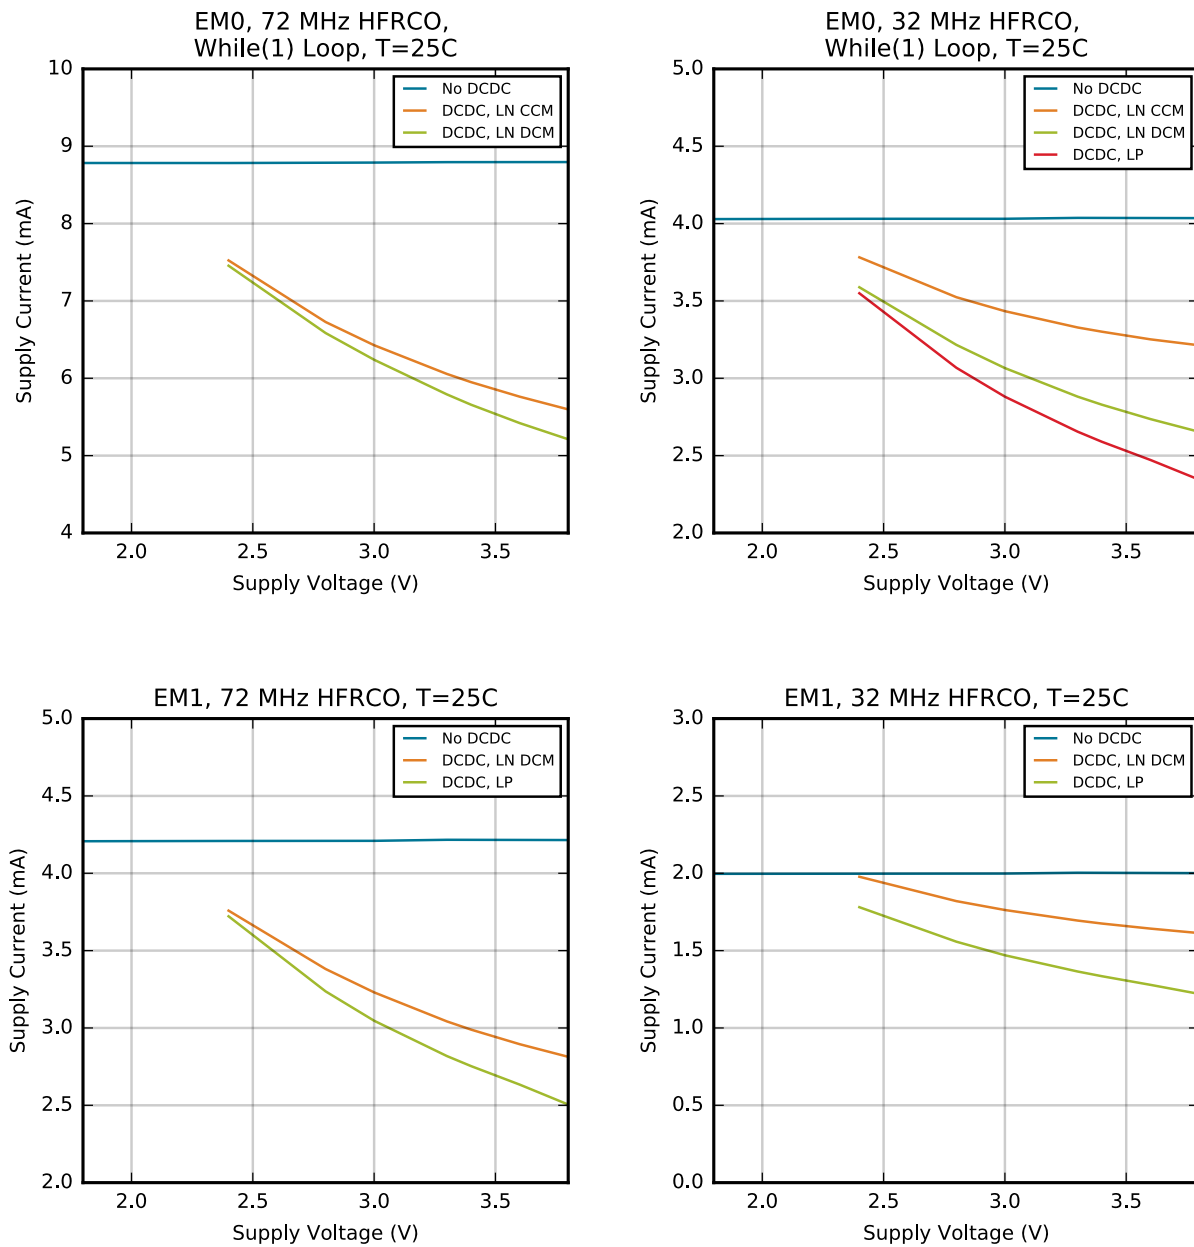 EM0, 72 MHz HFRCO,
While(1) Loop, T=25C
10
9
8
7
6
5
4
Supply Current (mA)
No DCDC
DCDC, LN CCM
DCDC, LN DCM
2.0 2.5 3.0 3.5
Supply Voltage (V)
EM0, 32 MHz HFRCO,
While(1) Loop, T=25C
5.0
4.5
4.0
3.5
3.0
2.5
2.0
Supply Current (mA)
No DCDC
DCDC, LN CCM
DCDC, LN DCM
DCDC, LP
2.0 2.5 3.0 3.5
Supply Voltage (V)
EM1, 72 MHz HFRCO, T=25C
5.0
4.5
4.0
3.5
3.0
2.5
2.0
Supply Current (mA)
No DCDC
DCDC, LN DCM
DCDC, LP
2.0 2.5 3.0 3.5
Supply Voltage (V)
EM1, 32 MHz HFRCO, T=25C
3.0
2.5
2.0
1.5
1.0
0.5
0.0
Supply Current (mA)
No DCDC
DCDC, LN DCM
DCDC, LP
2.0 2.5 3.0 3.5
Supply Voltage (V)